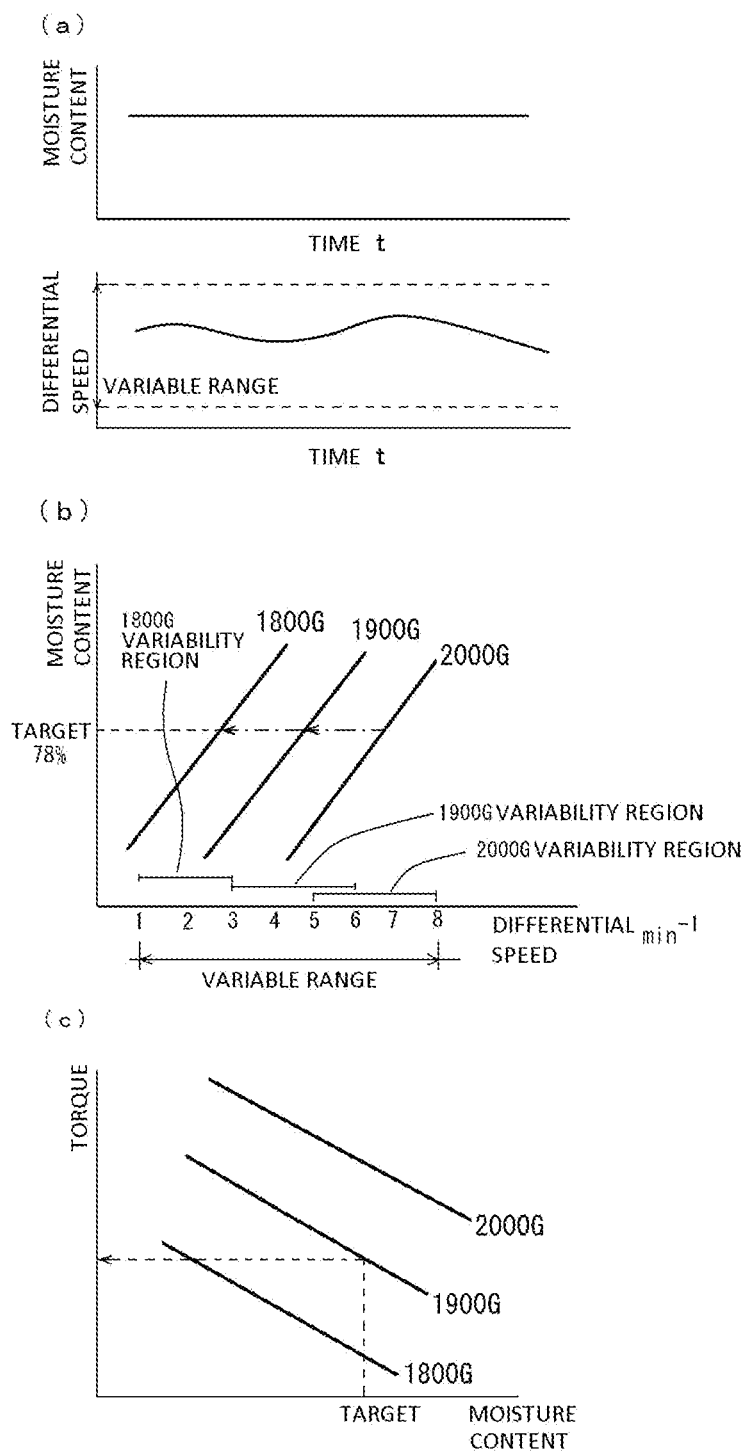 (a)
MOISTURE
CONTENT
TIME t
DIFFERENTIAL
SPEED
VARIABLE RANGE
TIME t
(b)
MOISTURE
CONTENT
1800G
VARIABILITY
REGION
1800G
1900G
2000G
TARGET
78%
1900G VARIABILITY REGION
2000G VARIABILITY REGION
1 2 3 4 5 6 7 8
DIFFERENTIAL
SPEED
min⁻¹
VARIABLE RANGE
(c)
TORQUE
2000G
1900G
1800G
TARGET
MOISTURE
CONTENT